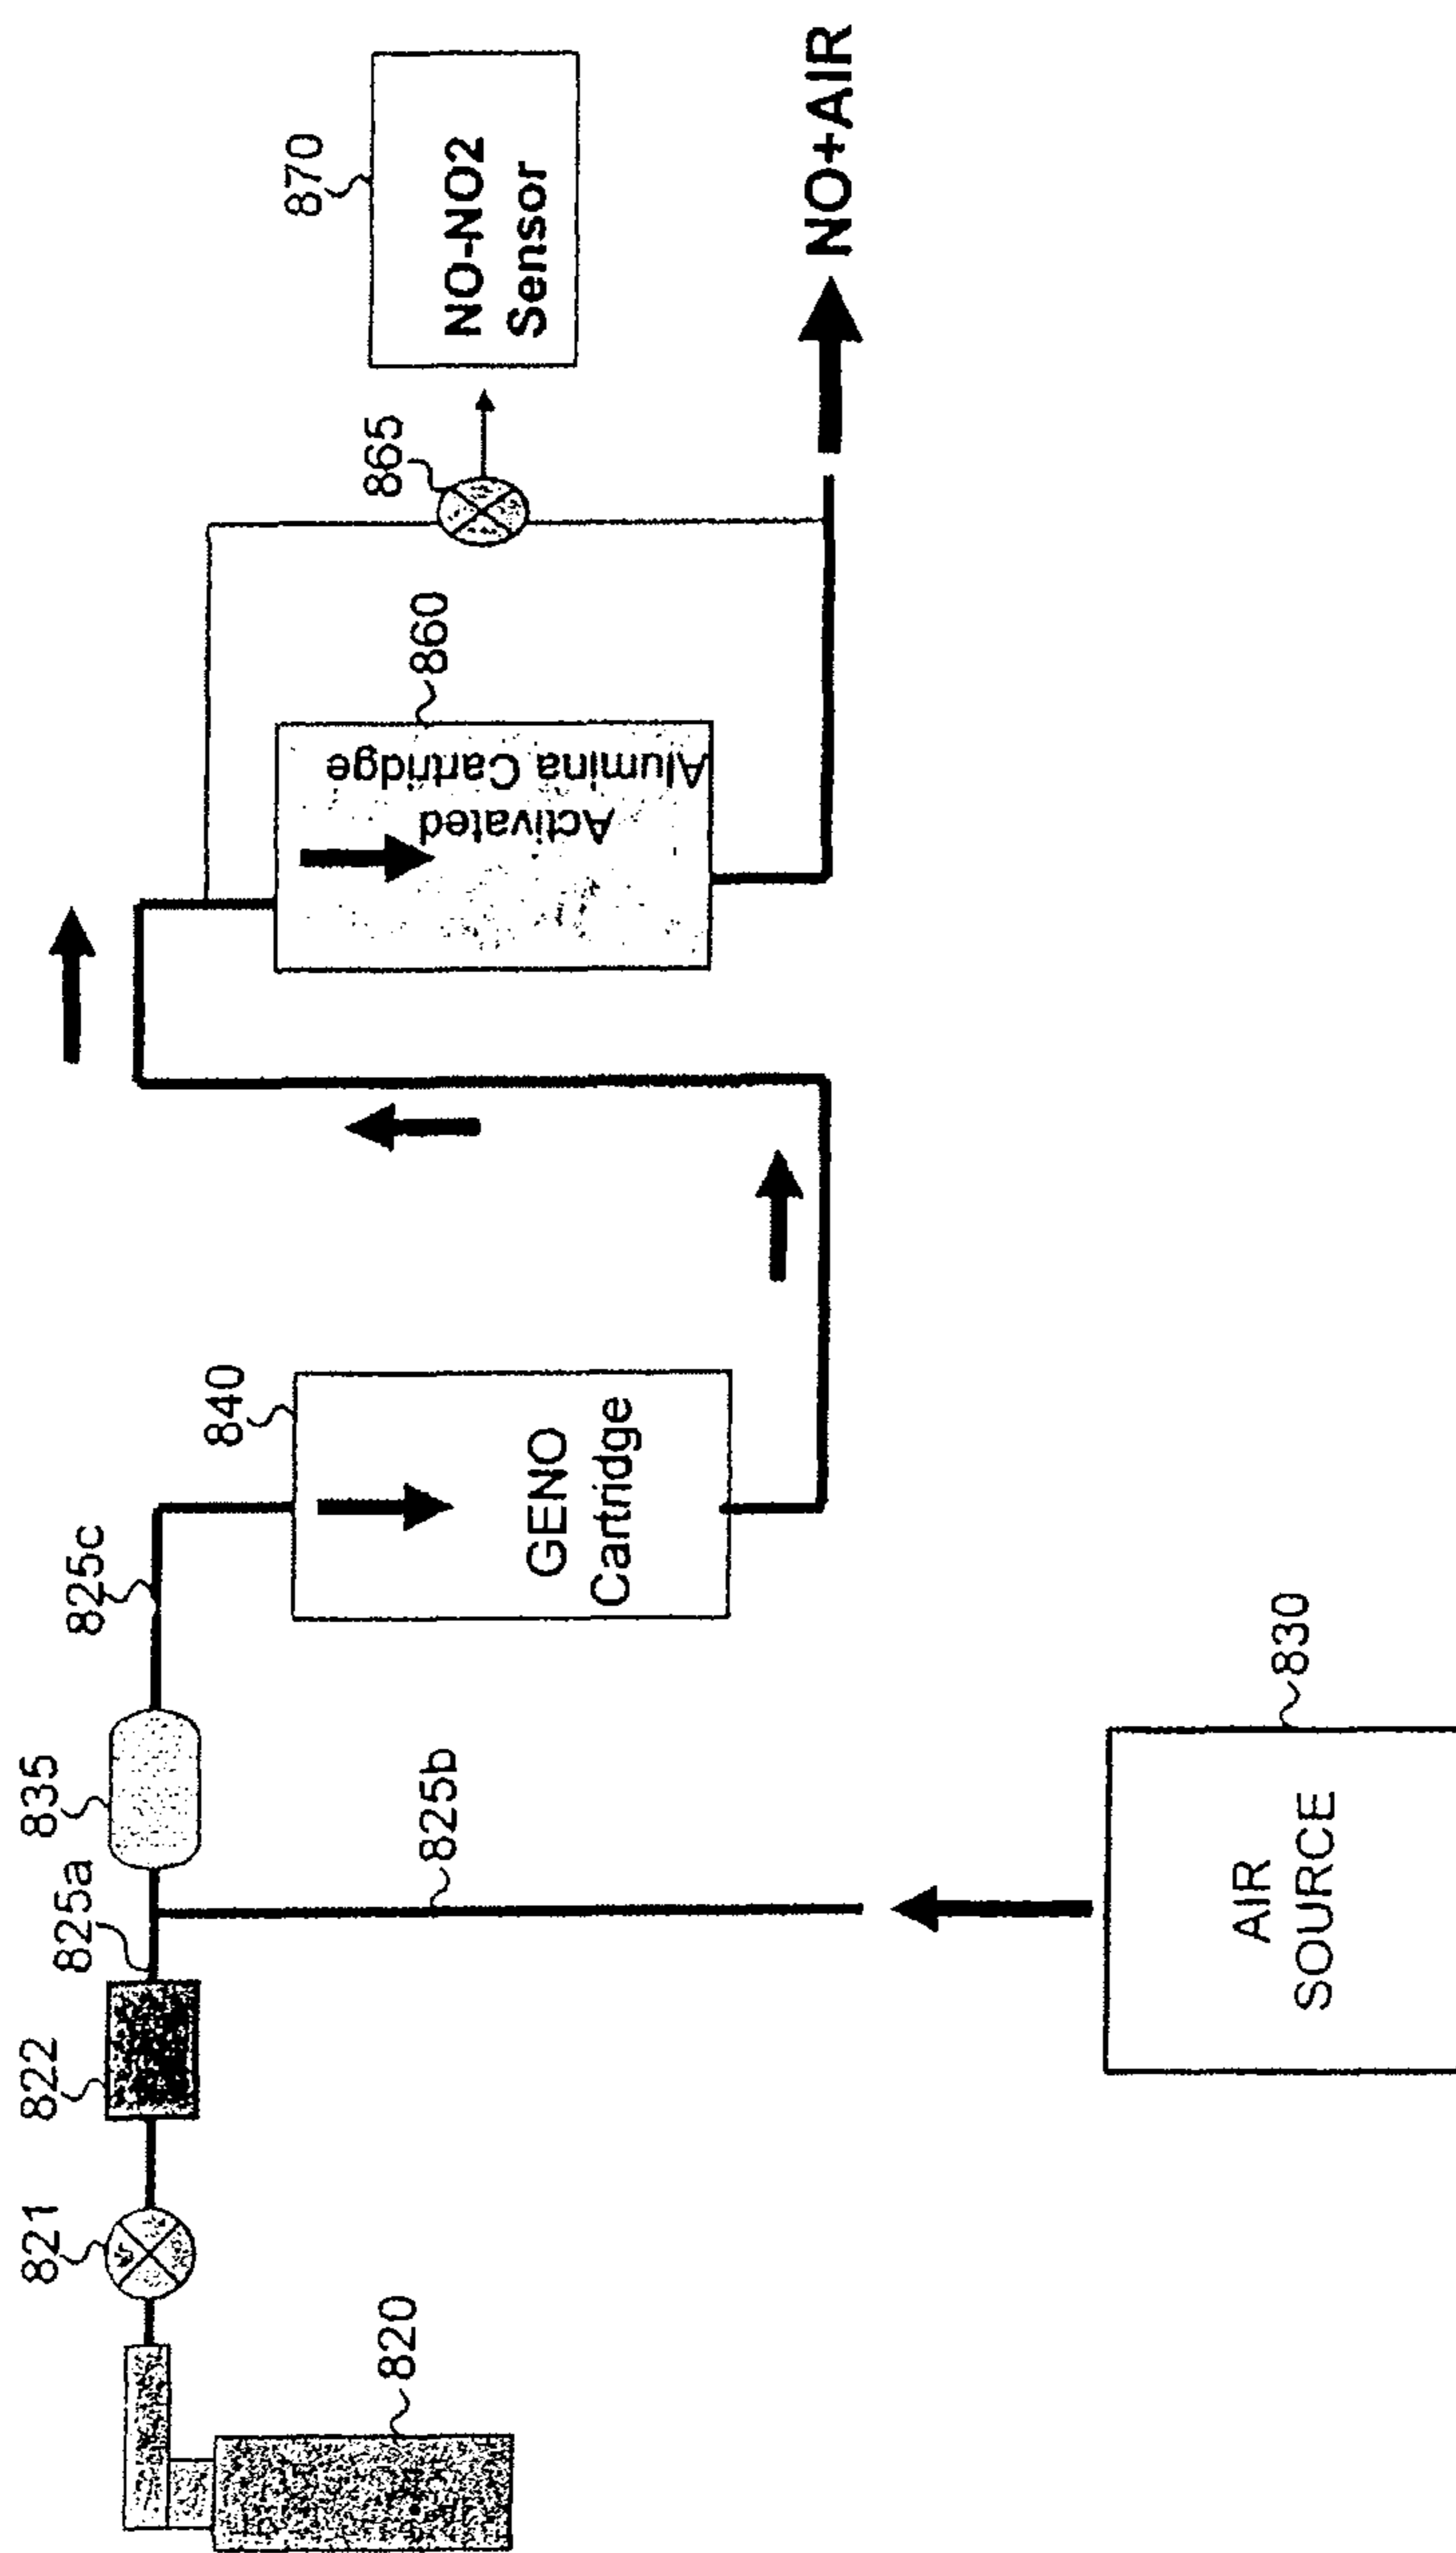 820
821
822
825a
835
825c
825b
AIR
SOURCE
830
840
GENO
Cartridge
Activated
Alumina Cartridge
860
865
870
NO-NO2
Sensor
NO+AIR